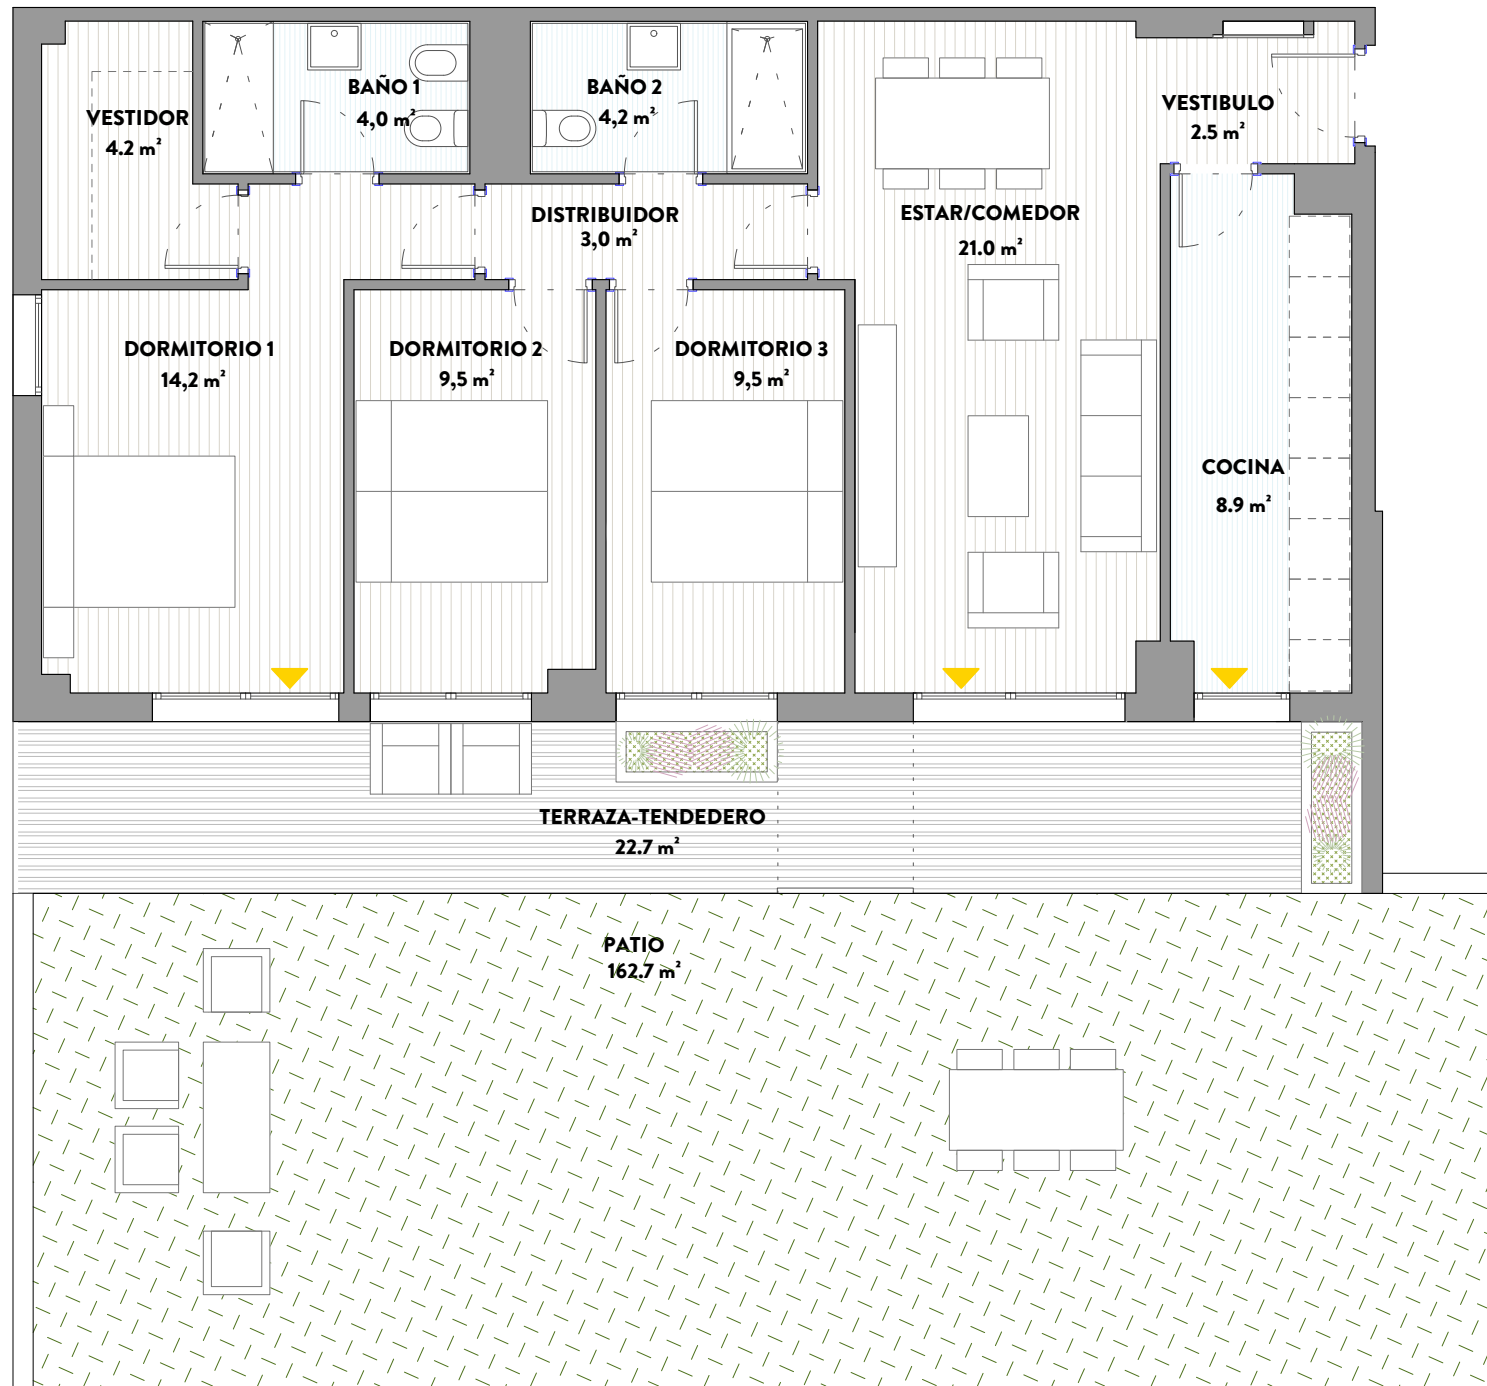 BAÑO 1
4,0 m²
BAÑO 2
4,2 m²
VESTIDOR
4.2 m²
VESTIBULO
2.5 m²
DISTRIBUIDOR
3,0 m²
ESTAR/COMEDOR
21.0 m²
DORMITORIO 1
14,2 m²
DORMITORIO 2
9,5 m²
DORMITORIO 3
9,5 m²
COCINA
8.9 m²
TERRAZA-TENDEDERO
22.7 m²
PATIO
162.7 m²